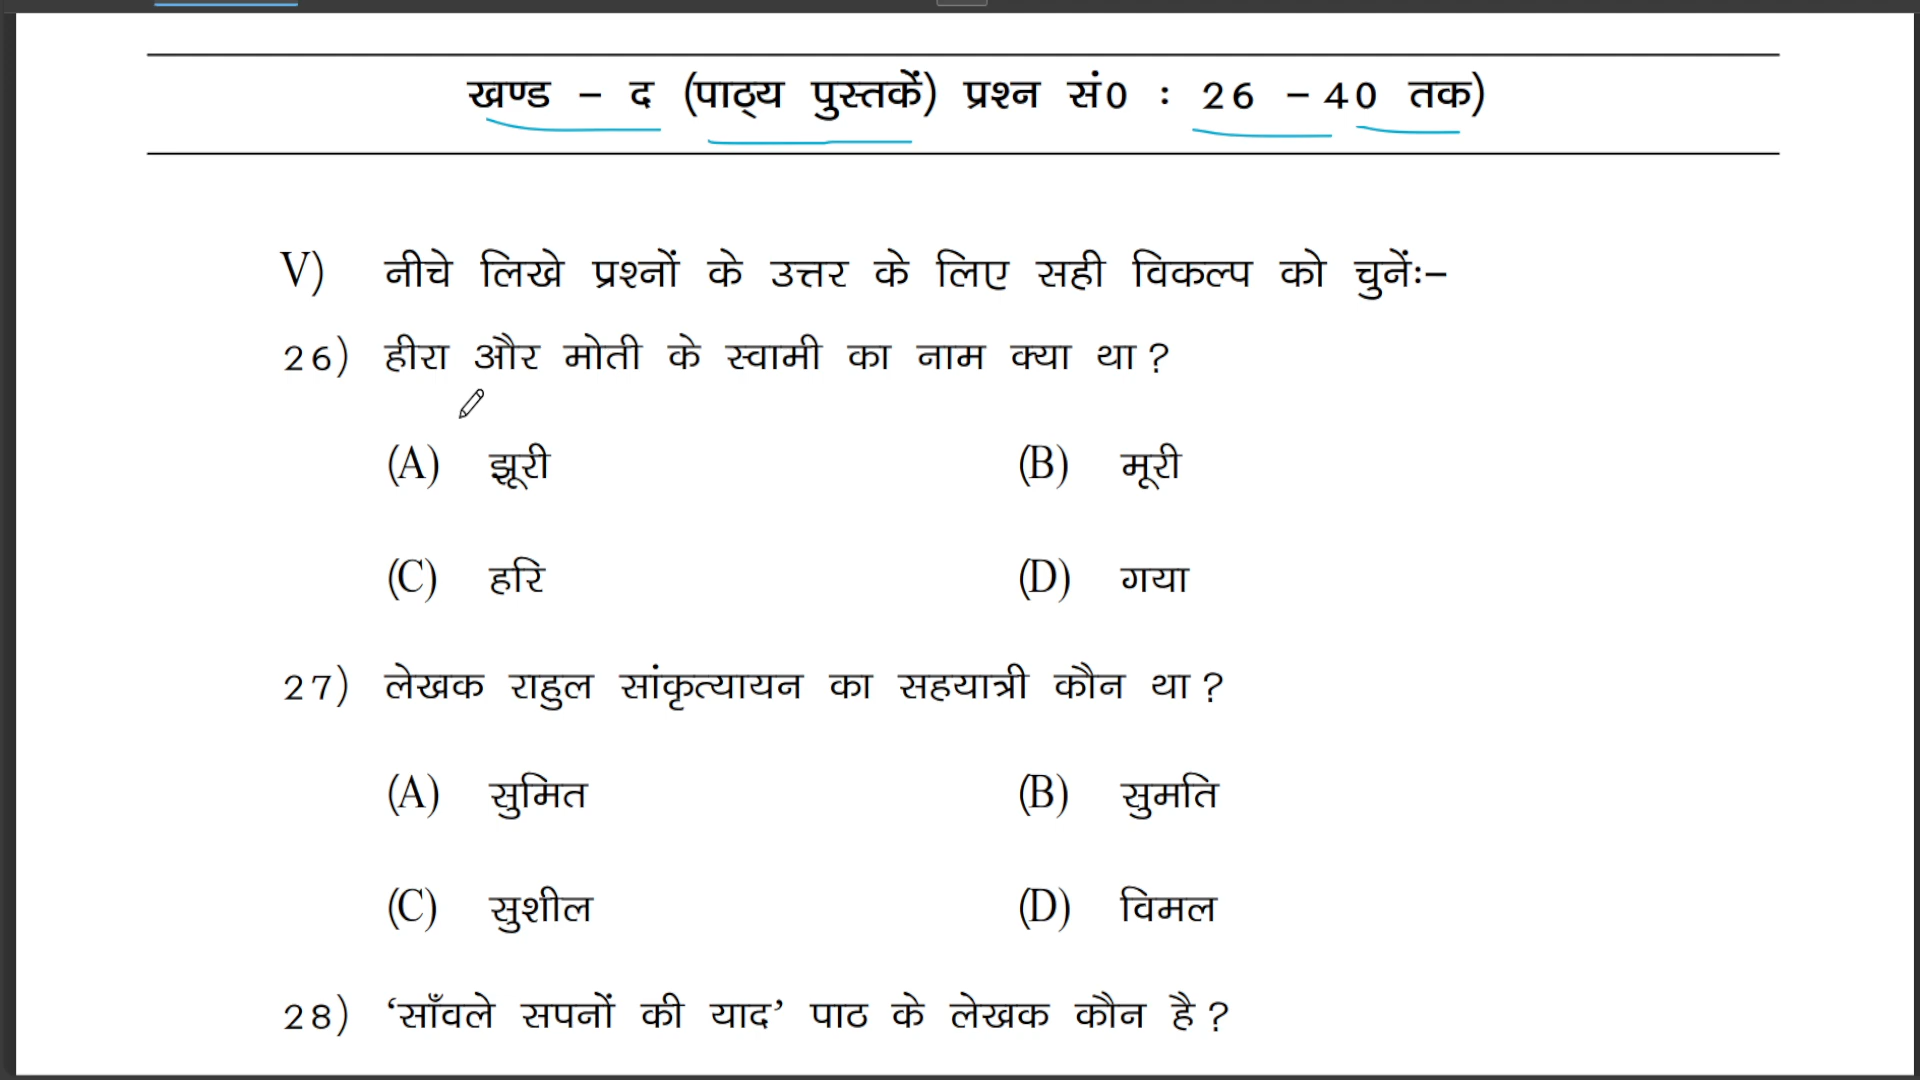 खण्ड – द (पाठ्य पुस्तकें) प्रश्न सं0 : 26 – 40 तक)
V) नीचे लिखे प्रश्नों के उत्तर के लिए सही विकल्प को चुनें:–
26) हीरा और मोती के स्वामी का नाम क्या था ?
(A) झूरी (B) मूरी
(C) हरि (D) गया
27) लेखक राहुल सांकृत्यायन का सहयात्री कौन था ?
(A) सुमित (B) सुमति
(C) सुशील (D) विमल
28) ‘साँवले सपनों की याद’ पाठ के लेखक कौन है ?